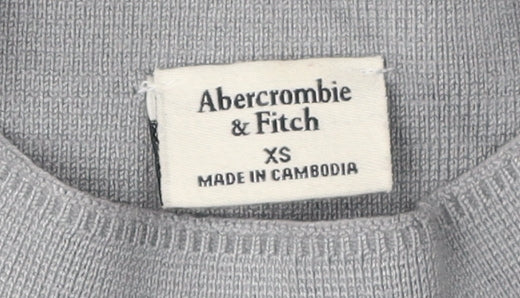 Abercrombie
& Fitch
XS
MADE IN CAMBODIA